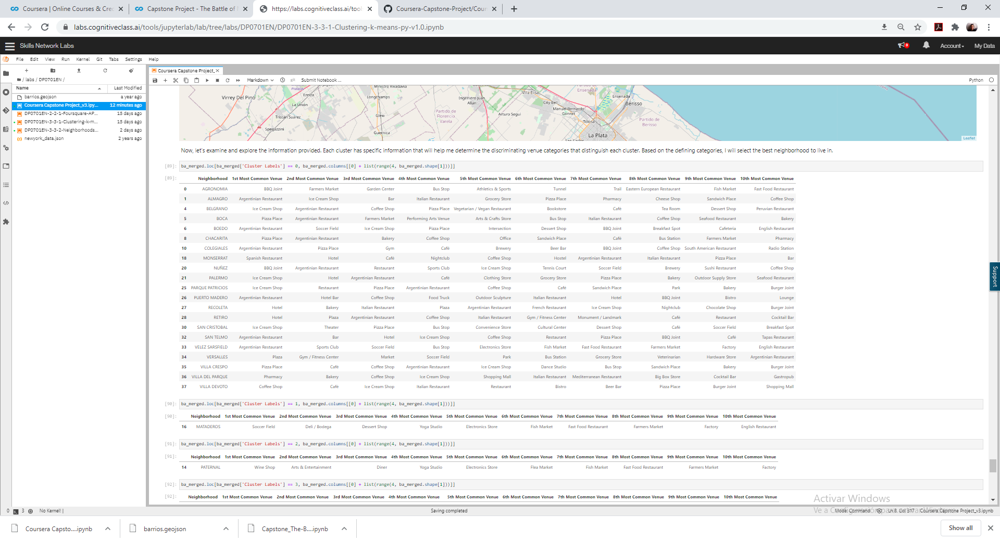 Coursera | Online Courses & Cred
Capstone Project - The Battle of
https://labs.cognitiveclass.ai/tool
Coursera-Capstone-Project/Cour
labs.cognitiveclass.ai/tools/jupyterlab/lab/tree/labs/DP0701EN/DP0701EN-3-3-1-Clustering-k-means-py-v1.0.ipynb
Skills Network Labs
3
Account
My Data
File Edit View Run Kernel Git Tabs Settings Help
Coursera Capstone Project_
/ labs / DP0701EN /
Markdown
Submit Notebook ...
Python
Name Last Modified
barrios.geojson a year ago
Coursera Capstone Project_v3.ipy... 12 minutes ago
DP0701EN-2-2-1-Foursquare-AP... 15 days ago
DP0701EN-3-3-1-Clustering-k-m... 15 days ago
DP0701EN-3-3-2-Neighborhoods... 2 days ago
newyork_data.json 2 years ago
Ministro Rivadavia
Pistarini
Virrey Del Pino
Ezeiza
Longchamps
Ingeniero Juan Allan
Villa Elisa
Partido de Ensenada
Ensenada
Berisso
La Unión
41
City Bell
Manuel Bernardo Gonnet
Tristán Suárez
Glew
Partido de Florencio Varela
Arturo Segui
Tolosa
Partido de Berisso
46
Spegazzini
Guernica
La Plata
San Carlos
Leaflet
Now, let's examine and explore the information provided. Each cluster has specific information that will help me determine the discriminating venue categories that distinguish each cluster. Based on the defining categories, I will select the best neighborhood to live in.
[89]: ba_merged.loc[ba_merged['Cluster Labels'] == 0, ba_merged.columns[[0] + list(range(4, ba_merged.shape[1]))]]
[89]: Neighborhood 1st Most Common Venue 2nd Most Common Venue 3rd Most Common Venue 4th Most Common Venue 5th Most Common Venue 6th Most Common Venue 7th Most Common Venue 8th Most Common Venue 9th Most Common Venue 10th Most Common Venue
0 AGRONOMIA BBQ Joint Farmers Market Garden Center Bus Stop Athletics & Sports Tunnel Trail Eastern European Restaurant Fish Market Fast Food Restaurant
1 ALMAGRO Argentinian Restaurant Ice Cream Shop Bar Italian Restaurant Grocery Store Pizza Place Pharmacy Cheese Shop Sandwich Place Coffee Shop
4 BELGRANO Ice Cream Shop Argentinian Restaurant Coffee Shop Pizza Place Vegetarian / Vegan Restaurant Bookstore Café Tea Room Dessert Shop Peruvian Restaurant
5 BOCA Pizza Place Argentinian Restaurant Farmers Market Performing Arts Venue Arts & Crafts Store Bus Stop Italian Restaurant Coffee Shop Seafood Restaurant Bakery
6 BOEDO Argentinian Restaurant Soccer Field Ice Cream Shop Pizza Place Intersection Dessert Shop BBQ Joint Breakfast Spot Cafeteria English Restaurant
8 CHACARITA Pizza Place Argentinian Restaurant Bakery Coffee Shop Office Sandwich Place Café Bus Station Farmers Market Pharmacy
10 COLEGIALES Argentinian Restaurant Pizza Place Gym Café Brewery Beer Bar BBQ Joint Coffee Shop South American Restaurant Radio Station
18 MONSERRAT Spanish Restaurant Hotel Café Nightclub Coffee Shop Hostel Argentinian Restaurant Italian Restaurant Pizza Place Bar
20 NUÑEZ BBQ Joint Argentinian Restaurant Restaurant Sports Club Ice Cream Shop Tennis Court Soccer Field Brewery Sushi Restaurant Coffee Shop
21 PALERMO Ice Cream Shop Hotel Argentinian Restaurant Café Clothing Store Grocery Store Pizza Place Bakery Outdoor Supply Store Seafood Restaurant
25 PARQUE PATRICIOS Ice Cream Shop Restaurant Pizza Place Argentinian Restaurant Coffee Shop Café Sandwich Place Park Bakery Burger Joint
26 PUERTO MADERO Argentinian Restaurant Hotel Bar Coffee Shop Food Truck Outdoor Sculpture Italian Restaurant Hotel BBQ Joint Bistro Lounge
27 RECOLETA Hotel Bakery Italian Restaurant Plaza Argentinian Restaurant French Restaurant Ice Cream Shop Nightclub Chocolate Shop Burger Joint
28 RETIRO Hotel Plaza Argentinian Restaurant Coffee Shop Italian Restaurant Gym / Fitness Center Monument / Landmark Café Restaurant Cocktail Bar
30 SAN CRISTOBAL Ice Cream Shop Theater Pizza Place Bus Stop Convenience Store Cultural Center Dessert Shop Café Soccer Field Breakfast Spot
32 SAN TELMO Argentinian Restaurant Bar Hotel Ice Cream Shop Coffee Shop Restaurant Pizza Place BBQ Joint Café Tapas Restaurant
33 VELEZ SARSFIELD Argentinian Restaurant Sports Club Soccer Field Bus Stop Electronics Store Fish Market Fast Food Restaurant Farmers Market Factory English Restaurant
34 VERSALLES Plaza Gym / Fitness Center Market Soccer Field Park Bus Station Grocery Store Veterinarian Hardware Store Argentinian Restaurant
35 VILLA CRESPO Pizza Place Café Coffee Shop Argentinian Restaurant Ice Cream Shop Dance Studio Bus Stop Sandwich Place Bakery Burger Joint
36 VILLA DEL PARQUE Pharmacy Bakery Coffee Shop Ice Cream Shop Shopping Mall Italian Restaurant Mediterranean Restaurant Big Box Store Cocktail Bar Gastropub
37 VILLA DEVOTO Coffee Shop Café Ice Cream Shop Italian Restaurant Restaurant Bistro Beer Bar Pizza Place Burger Joint Shopping Mall
[90]: ba_merged.loc[ba_merged['Cluster Labels'] == 1, ba_merged.columns[[0] + list(range(4, ba_merged.shape[1]))]]
[90]: Neighborhood 1st Most Common Venue 2nd Most Common Venue 3rd Most Common Venue 4th Most Common Venue 5th Most Common Venue 6th Most Common Venue 7th Most Common Venue 8th Most Common Venue 9th Most Common Venue 10th Most Common Venue
16 MATADEROS Soccer Field Deli / Bodega Dessert Shop Yoga Studio Electronics Store Fish Market Fast Food Restaurant Farmers Market Factory English Restaurant
[91]: ba_merged.loc[ba_merged['Cluster Labels'] == 2, ba_merged.columns[[0] + list(range(4, ba_merged.shape[1]))]]
[91]: Neighborhood 1st Most Common Venue 2nd Most Common Venue 3rd Most Common Venue 4th Most Common Venue 5th Most Common Venue 6th Most Common Venue 7th Most Common Venue 8th Most Common Venue 9th Most Common Venue 10th Most Common Venue
14 PATERNAL Wine Shop Arts & Entertainment Diner Yoga Studio Electronics Store Flea Market Fish Market Fast Food Restaurant Farmers Market Factory
[92]: ba_merged.loc[ba_merged['Cluster Labels'] == 3, ba_merged.columns[[0] + list(range(4, ba_merged.shape[1]))]]
[92]: Neighborhood 1st Most Common Venue 2nd Most Common Venue 3rd Most Common Venue 4th Most Common Venue 5th Most Common Venue 6th Most Common Venue 7th Most Common Venue 8th Most Common Venue 9th Most Common Venue 10th Most Common Venue
Support
Activar Windows
Ve a Configuración para activar Windows.
0 3 No Kernel! |
Saving completed
Mode: Command Ln 8, Col 317 Coursera Capstone Project_v3.ipynb
Coursera Capsto....ipynb
barrios.geojson
Capstone_The-B....ipynb
Show all